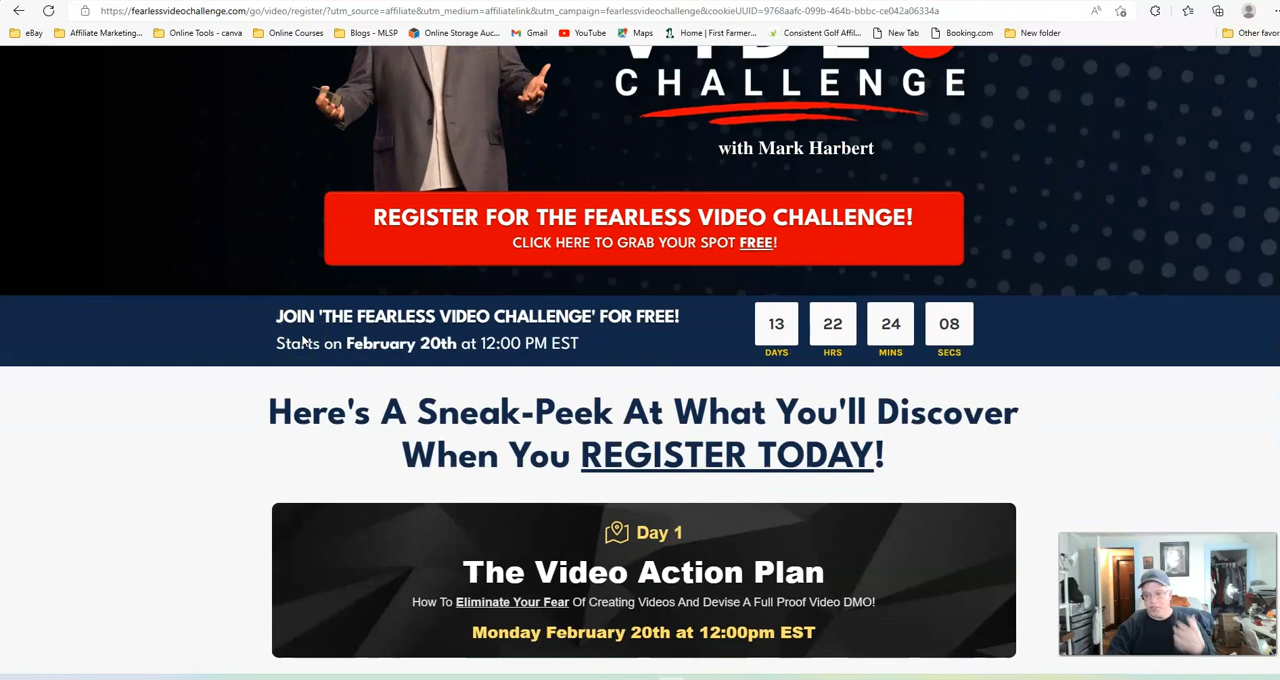 https://fearlessvideochallenge.com/go/video/register/?utm_source=affiliate&utm_medium=affiliatelink&utm_campaign=fearlessvideochallenge&cookieUUID=9768aafc-099b-464b-bbbc-ce042a06334a
eBay Affiliate Marketing... Online Tools - canva Online Courses Blogs - MLSP Online Storage Auc... Gmail YouTube Maps Home | First Farmer... Consistent Golf Affil... New Tab Booking.com New folder Other favor
CHALLENGE
with Mark Harbert
REGISTER FOR THE FEARLESS VIDEO CHALLENGE!
CLICK HERE TO GRAB YOUR SPOT FREE!
JOIN 'THE FEARLESS VIDEO CHALLENGE' FOR FREE!
Starts on February 20th at 12:00 PM EST
13 22 24 08
DAYS HRS MINS SECS
Here's A Sneak-Peek At What You'll Discover
When You REGISTER TODAY!
Day 1
The Video Action Plan
How To Eliminate Your Fear Of Creating Videos And Devise A Full Proof Video DMO!
Monday February 20th at 12:00pm EST